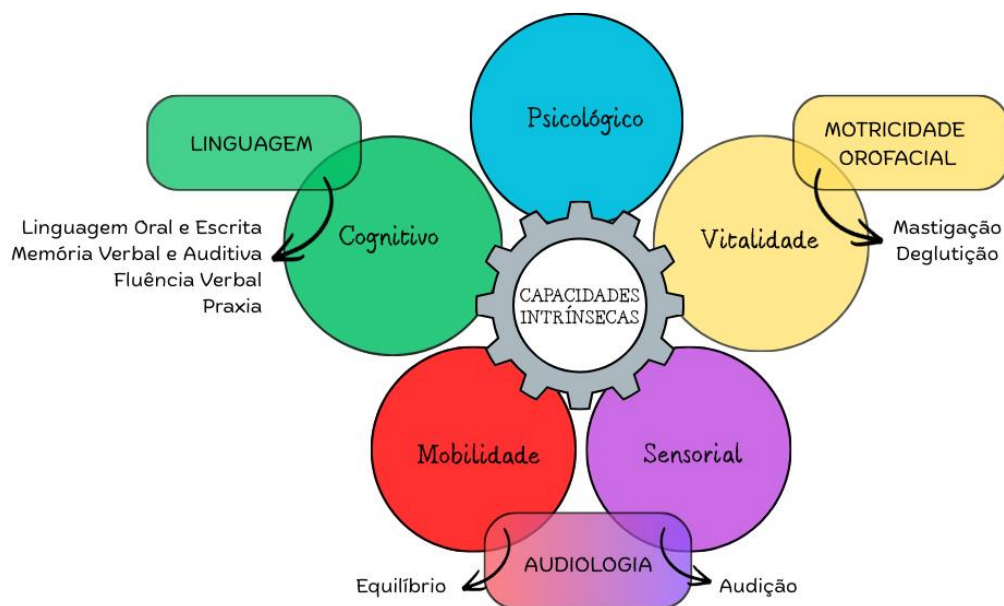 Psicológico
LINGUAGEM
MOTRICIDADE
OROFACIAL
Linguagem Oral e Escrita
Memória Verbal e Auditiva
Fluência Verbal
Praxia
Cognitivo
Vitalidade
Mastigação
Deglutição
CAPACIDADES
INTRÍNSECAS
Mobilidade
Sensorial
AUDIOLOGIA
Equilíbrio
Audição